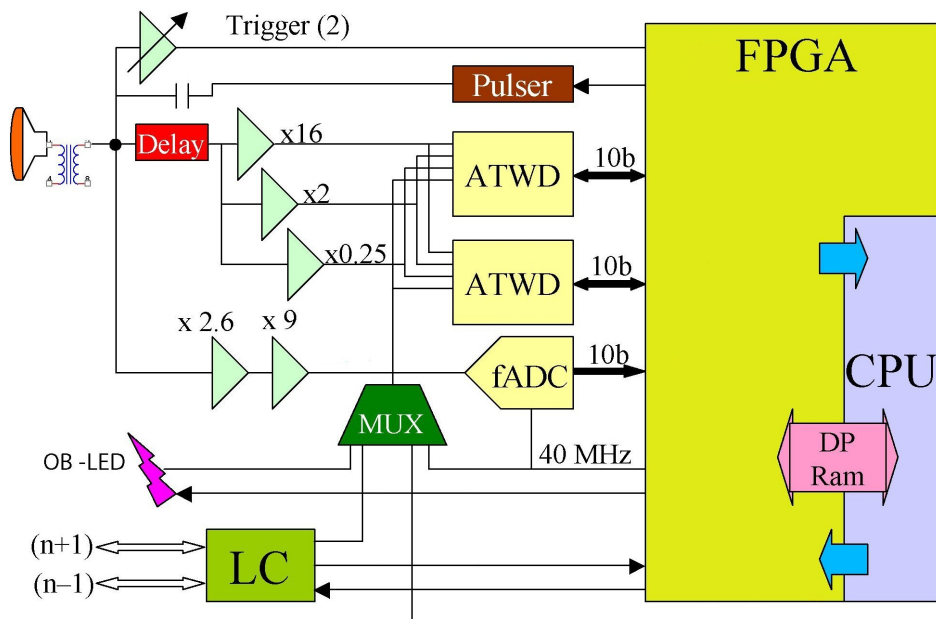 Trigger (2)
FPGA
Pulser
Delay
x16
ATWD
10b
x2
x0.25
ATWD
10b
x 2.6
x 9
fADC
10b
CPU
MUX
OB -LED
40 MHz
DP
Ram
(n+1)
LC
(n–1)